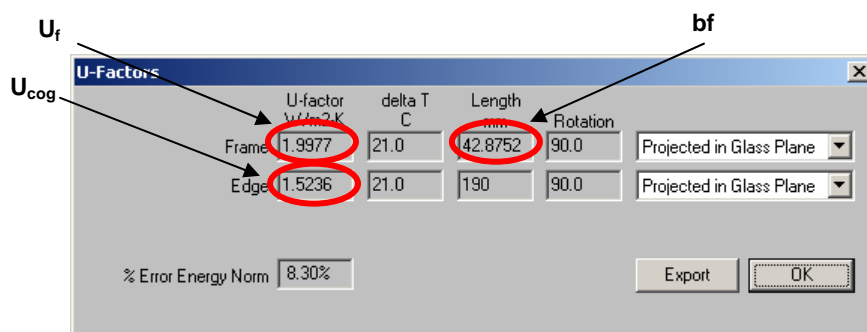 U_f
bf
U-Factors
U_cog
U-factor delta T Length
W/m2-K C mm Rotation
Frame 1.9977 21.0 42.8752 90.0 Projected in Glass Plane
Edge 1.5236 21.0 190 90.0 Projected in Glass Plane
% Error Energy Norm 8.30% Export OK